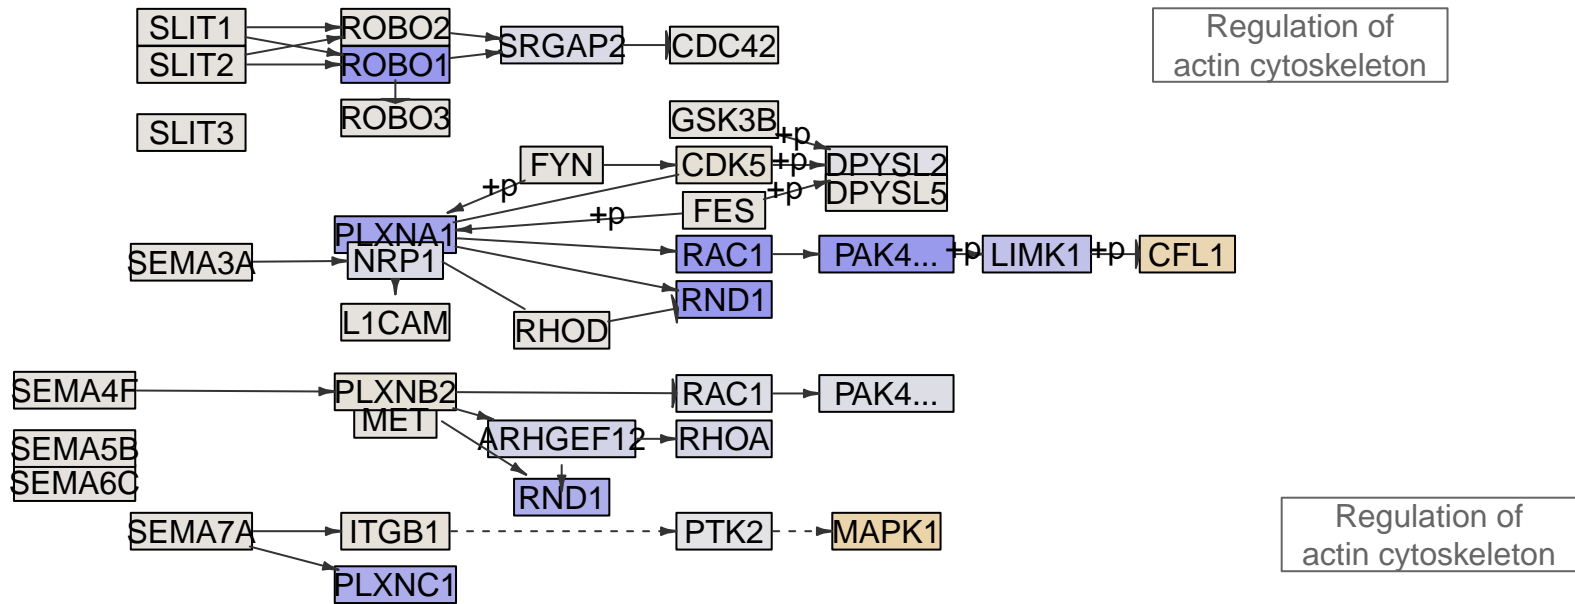 SLIT1
ROBO2
SRGAP2
CDC42
Regulation of
actin cytoskeleton
SLIT2
ROBO1
SLIT3
ROBO3
GSK3B
+p
FYN
CDK5
+p
DPYSL2
+p
FES
+p
DPYSL5
PLXNA1
+p
SEMA3A
NRP1
RAC1
PAK4...
+p
LIMK1
+p
CFL1
RND1
L1CAM
RHOD
SEMA4F
PLXNB2
RAC1
PAK4...
MET
ARHGEF12
RHOA
SEMA5B
SEMA6C
RND1
SEMA7A
ITGB1
PTK2
MAPK1
Regulation of
actin cytoskeleton
PLXNC1